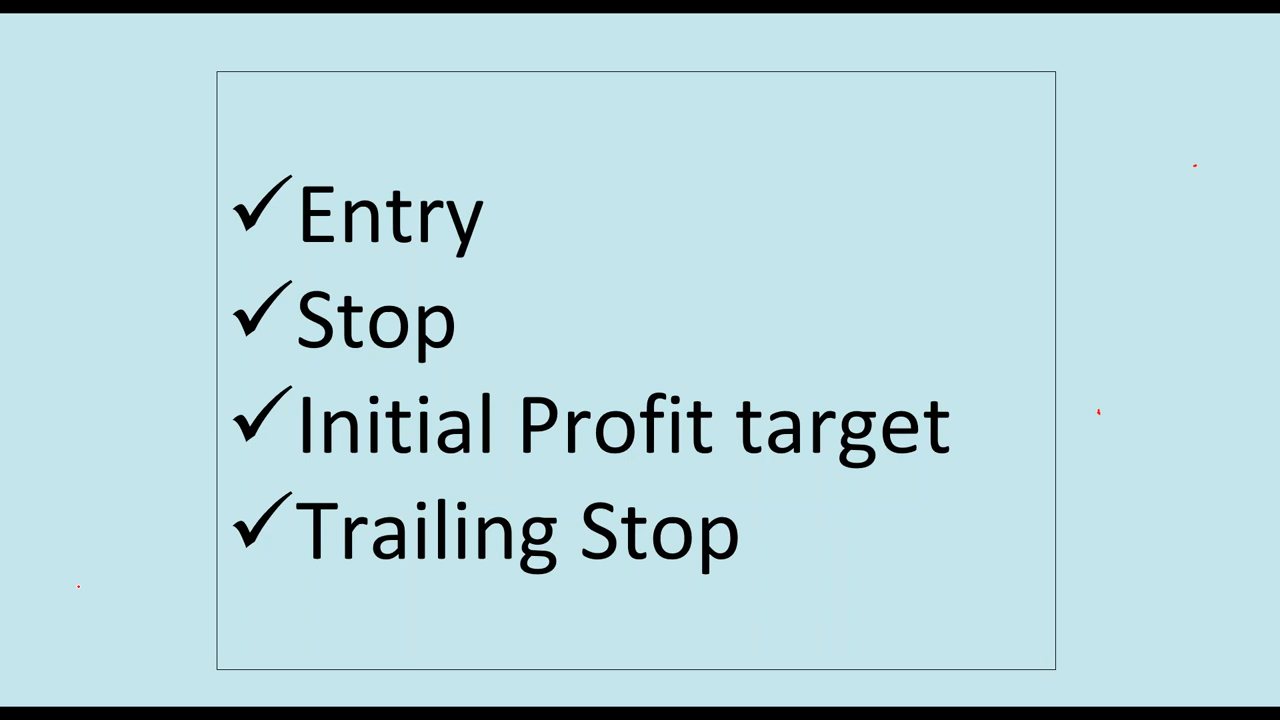 ✓Entry
✓Stop
✓Initial Profit target
✓Trailing Stop